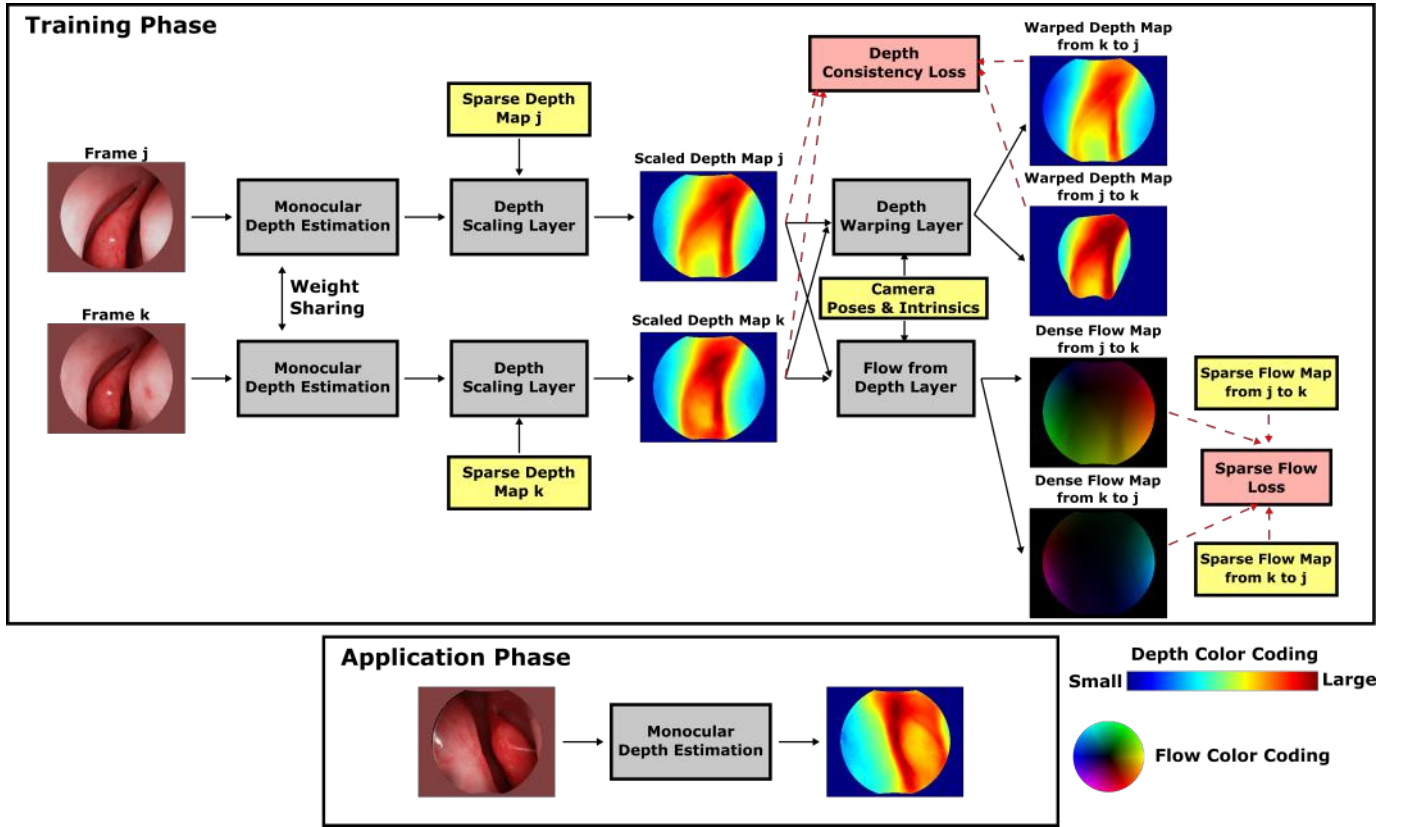 Training Phase
Depth
Consistency Loss
Warped Depth Map
from k to j
Sparse Depth
Map j
Frame j
Scaled Depth Map j
Warped Depth Map
from j to k
Monocular
Depth Estimation
Depth
Scaling Layer
Depth
Warping Layer
Weight
Sharing
Camera
Poses & Intrinsics
Frame k
Scaled Depth Map k
Dense Flow Map
from j to k
Monocular
Depth Estimation
Depth
Scaling Layer
Flow from
Depth Layer
Sparse Flow Map
from j to k
Sparse Depth
Map k
Dense Flow Map
from k to j
Sparse Flow
Loss
Sparse Flow Map
from k to j
Application Phase
Monocular
Depth Estimation
Depth Color Coding
Small Large
Flow Color Coding